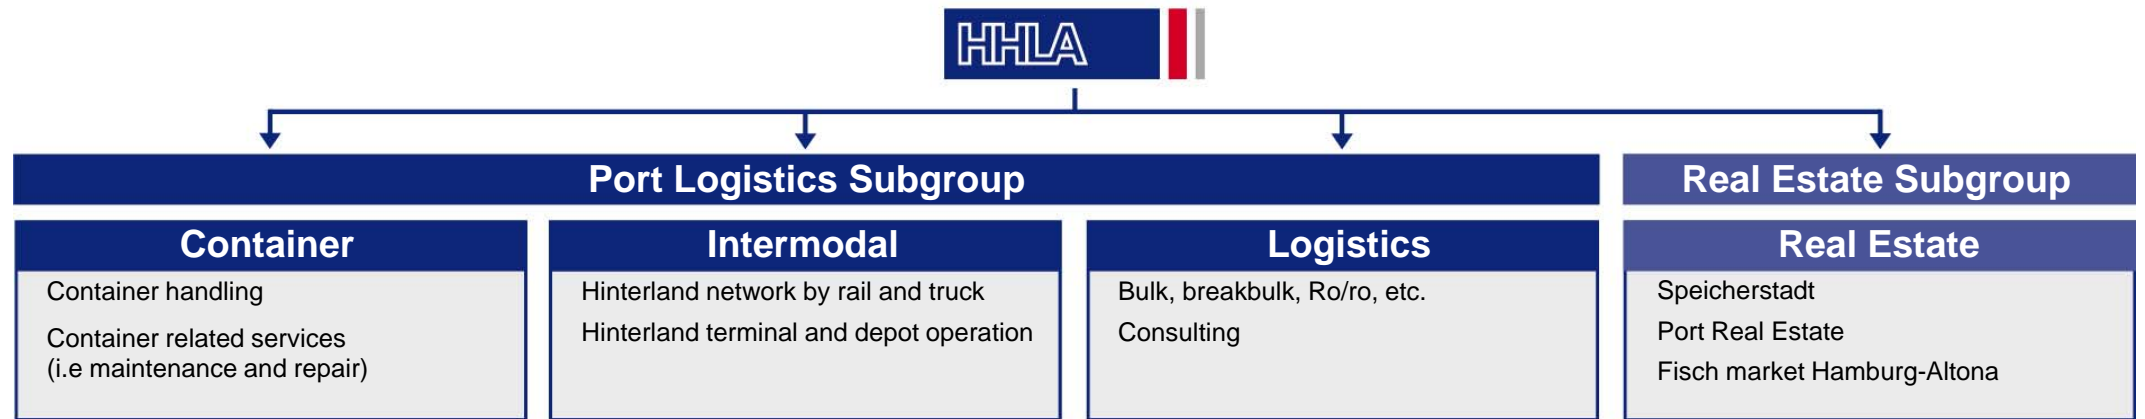 HHLA
Port Logistics Subgroup
Real Estate Subgroup
Container
Container handling
Container related services
(i.e maintenance and repair)
Intermodal
Hinterland network by rail and truck
Hinterland terminal and depot operation
Logistics
Bulk, breakbulk, Ro/ro, etc.
Consulting
Real Estate
Speicherstadt
Port Real Estate
Fisch market Hamburg-Altona